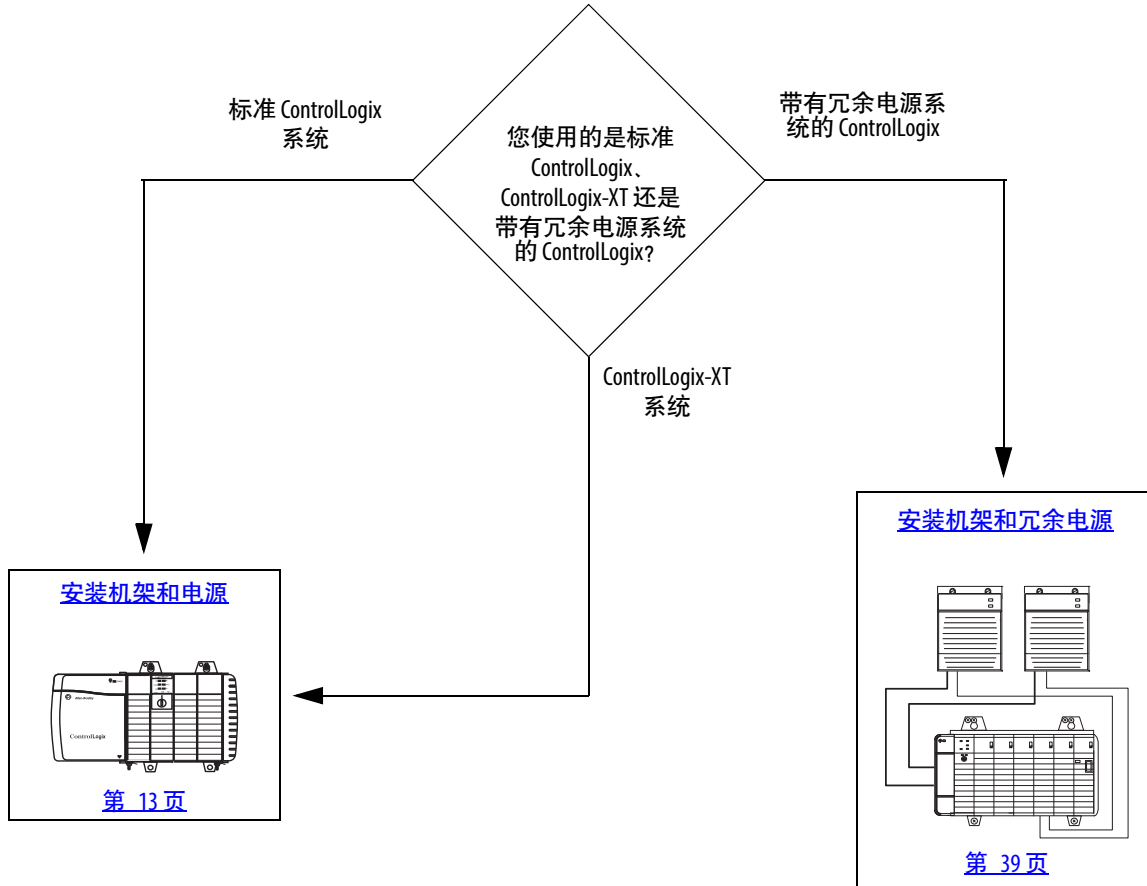 标准 ControlLogix
系统
您使用的是标准
ControlLogix、
ControlLogix-XT 还是
带有冗余电源系统
的 ControlLogix?
带有冗余电源系
统的 ControlLogix
ControlLogix-XT
系统
安装机架和电源
ControlLogix
第 13 页
安装机架和冗余电源
第 39 页